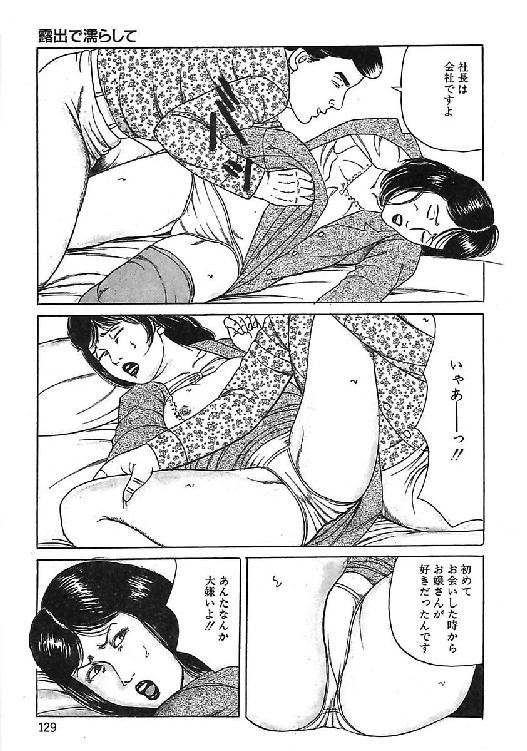 露出で濡らして
社長は
会社ですよ
いやあーーっ!!
初めて
お会いした時から
お嬢さんが
好きだったんです
あんたなんか
大嫌いよ!!
129